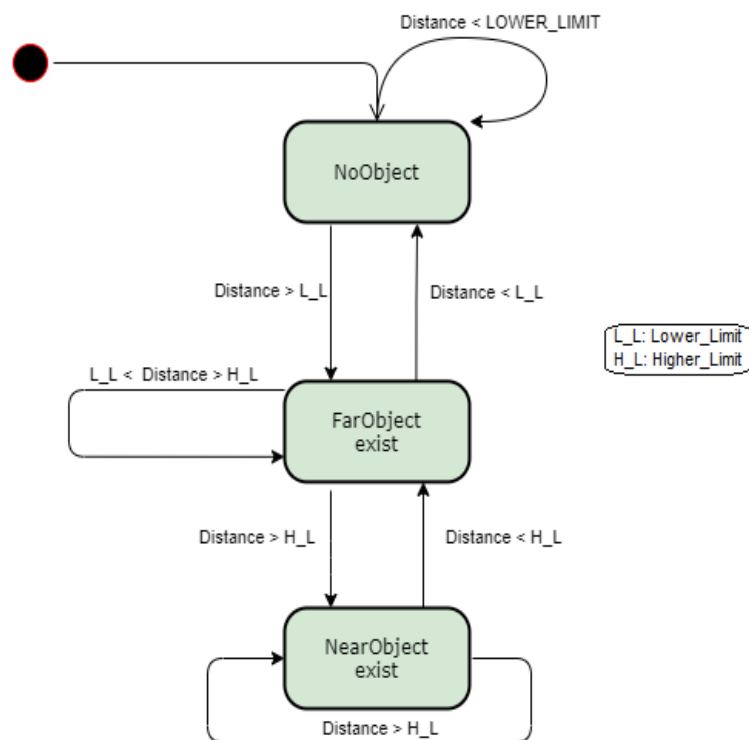 Distance < LOWER_LIMIT
NoObject
Distance > L_L
Distance < L_L
L_L: Lower_Limit
H_L: Higher_Limit
L_L <  Distance > H_L
FarObject
exist
Distance > H_L
Distance < H_L
NearObject
exist
Distance > H_L